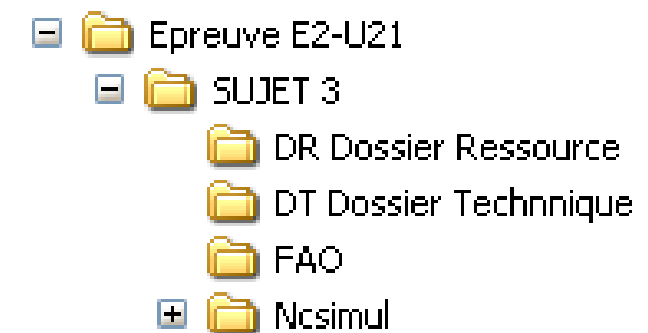 Epreuve E2-U21
SUJET 3
DR Dossier Ressource
DT Dossier Technnique
FAO
Ncsimul